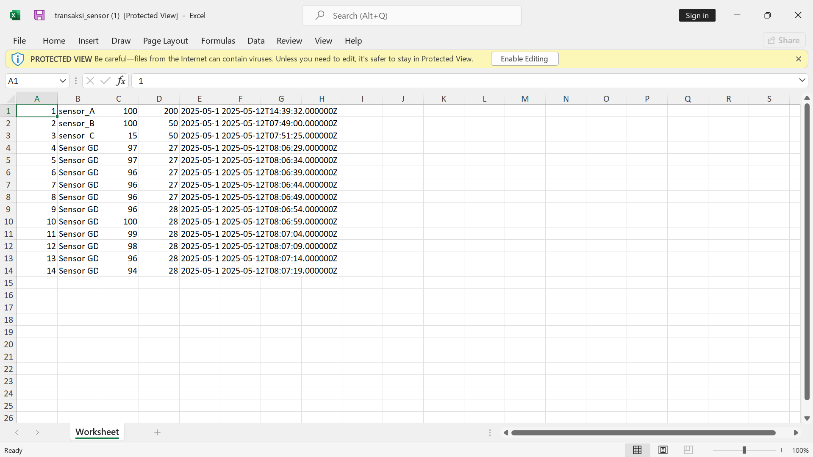 transaksi_sensor (1) [Protected View] - Excel
Search (Alt+Q)
Sign in
File Home Insert Draw Page Layout Formulas Data Review View Help Share
PROTECTED VIEW Be careful—files from the Internet can contain viruses. Unless you need to edit, it's safer to stay in Protected View. Enable Editing
A1 fx 1
A B C D E F G H I J K L M N O P Q R S
1 1 sensor_A 100 200 2025-05-1 2025-05-12T14:39:32.000000Z
2 2 sensor_B 100 50 2025-05-1 2025-05-12T07:49:00.000000Z
3 3 sensor C 15 50 2025-05-1 2025-05-12T07:51:25.000000Z
4 4 Sensor GD 97 27 2025-05-1 2025-05-12T08:06:29.000000Z
5 5 Sensor GD 97 27 2025-05-1 2025-05-12T08:06:34.000000Z
6 6 Sensor GD 96 27 2025-05-1 2025-05-12T08:06:39.000000Z
7 7 Sensor GD 96 27 2025-05-1 2025-05-12T08:06:44.000000Z
8 8 Sensor GD 96 27 2025-05-1 2025-05-12T08:06:49.000000Z
9 9 Sensor GD 96 28 2025-05-1 2025-05-12T08:06:54.000000Z
10 10 Sensor GD 100 28 2025-05-1 2025-05-12T08:06:59.000000Z
11 11 Sensor GD 99 28 2025-05-1 2025-05-12T08:07:04.000000Z
12 12 Sensor GD 98 28 2025-05-1 2025-05-12T08:07:09.000000Z
13 13 Sensor GD 96 28 2025-05-1 2025-05-12T08:07:14.000000Z
14 14 Sensor GD 94 28 2025-05-1 2025-05-12T08:07:19.000000Z
15
16
17
18
19
20
21
22
23
24
25
26
Worksheet
Ready 100%